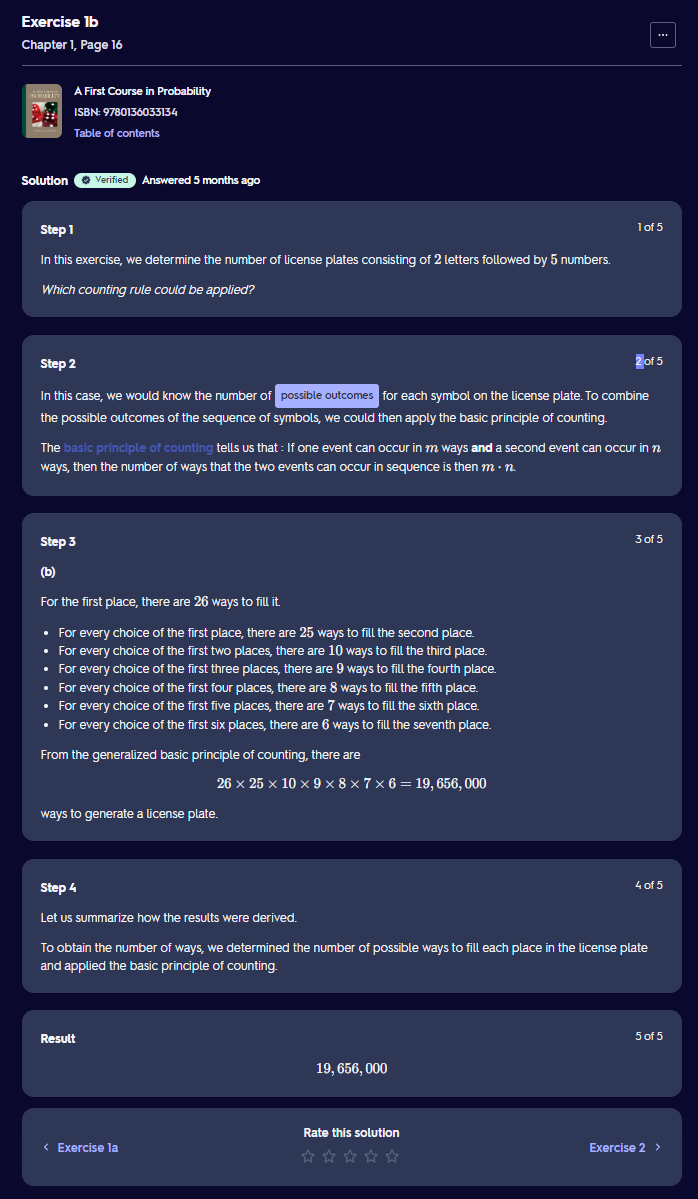 Exercise 1b
Chapter 1, Page 16
A First Course in Probability
ISBN: 9780136033134
Table of contents
Solution Verified Answered 5 months ago
Step 1
1 of 5
In this exercise, we determine the number of license plates consisting of 2 letters followed by 5 numbers.
Which counting rule could be applied?
Step 2
2 of 5
In this case, we would know the number of possible outcomes for each symbol on the license plate. To combine
the possible outcomes of the sequence of symbols, we could then apply the basic principle of counting.
The basic principle of counting tells us that : If one event can occur in m ways and a second event can occur in n
ways, then the number of ways that the two events can occur in sequence is then m · n.
Step 3
3 of 5
(b)
For the first place, there are 26 ways to fill it.
• For every choice of the first place, there are 25 ways to fill the second place.
• For every choice of the first two places, there are 10 ways to fill the third place.
• For every choice of the first three places, there are 9 ways to fill the fourth place.
• For every choice of the first four places, there are 8 ways to fill the fifth place.
• For every choice of the first five places, there are 7 ways to fill the sixth place.
• For every choice of the first six places, there are 6 ways to fill the seventh place.
From the generalized basic principle of counting, there are
26 × 25 × 10 × 9 × 8 × 7 × 6 = 19, 656, 000
ways to generate a license plate.
Step 4
4 of 5
Let us summarize how the results were derived.
To obtain the number of ways, we determined the number of possible ways to fill each place in the license plate
and applied the basic principle of counting.
Result
5 of 5
19, 656, 000
Rate this solution
Exercise 1a
Exercise 2